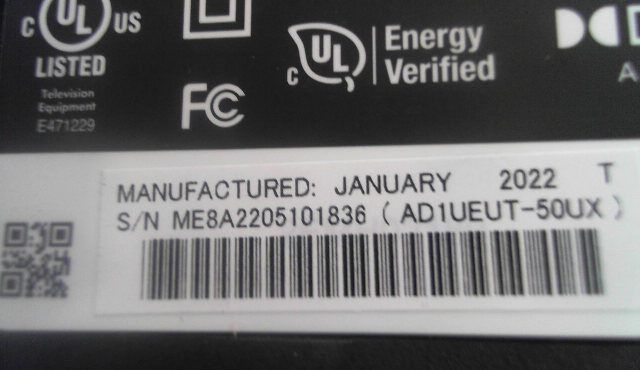 c UL US
LISTED
Television
Equipment
E471229
FC
c UL
Energy
Verified
MANUFACTURED: JANUARY 2022 T
S/N ME8A2205101836 ( AD1UEUT-50UX )